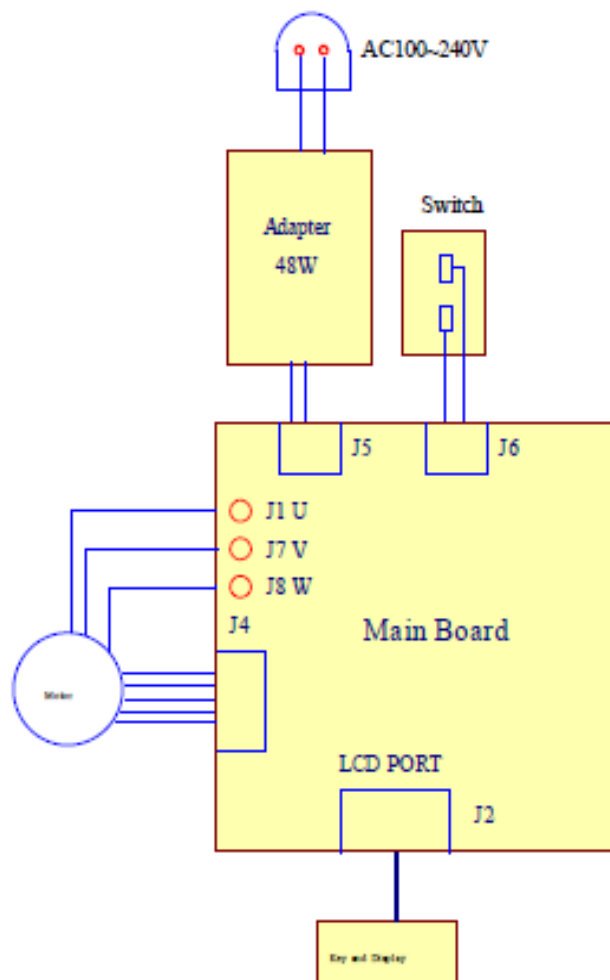 AC100~240V
Adapter
48W
Switch
J5
J6
J1 U
J7 V
J8 W
J4
Main Board
Motor
LCD PORT
J2
Key and Display